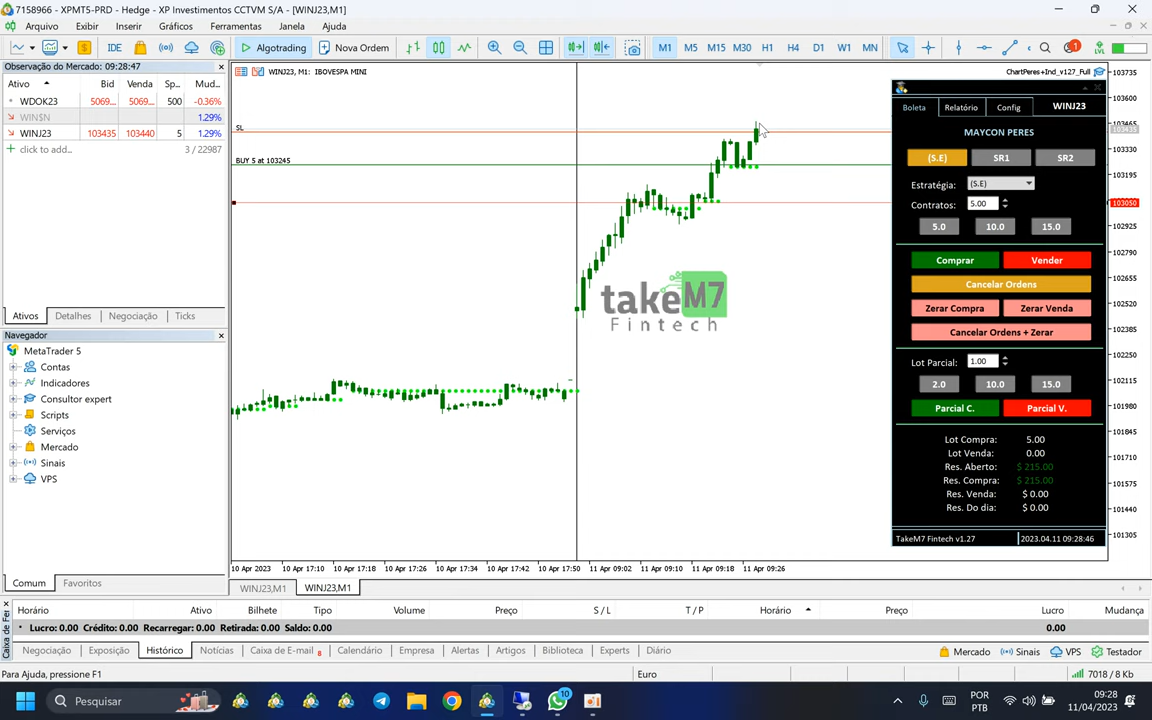 7158966 - XPMT5-PRD - Hedge - XP Investimentos CCTVM S/A - [WINJ23,M1]
Arquivo Exibir Inserir Gráficos Ferramentas Janela Ajuda
IDE Algotrading Nova Ordem M1 M5 M15 M30 H1 H4 D1 W1 MN 1 LVL
Observação do Mercado: 09:28:47
Ativo Bid Venda Sp... Mud...
WDOK23 5069... 5069... 500 -0.36%
WIN$N 1.29%
WINJ23 103435 103440 5 1.29%
click to add... 3 / 22987
Ativos Detalhes Negociação Ticks
Navegador
MetaTrader 5
Contas
Indicadores
Consultor expert
Scripts
Serviços
Mercado
Sinais
VPS
Comum Favoritos
WINJ23, M1: IBOVESPA MINI
ChartPeres+Ind_v127_Full
SL
BUY 5 at 103245
takeM7
Fintech
103735
103600
103465
103435
103330
103195
103050
102925
102790
102655
102520
102385
102250
102115
101980
101845
101710
101575
101440
101305
Boleta Relatório Config WINJ23
MAYCON PERES
(S.E) SR1 SR2
Estratégia: (S.E)
Contratos: 5.00
5.0 10.0 15.0
Comprar Vender
Cancelar Ordens
Zerar Compra Zerar Venda
Cancelar Ordens + Zerar
Lot Parcial: 1.00
2.0 10.0 15.0
Parcial C. Parcial V.
Lot Compra: 5.00
Lot Venda: 0.00
Res. Aberto: $ 215.00
Res. Compra: $ 215.00
Res. Venda: $ 0.00
Res. Do dia: $ 0.00
TakeM7 Fintech v1.27 2023.04.11 09:28:46
10 Apr 2023 10 Apr 17:10 10 Apr 17:18 10 Apr 17:26 10 Apr 17:34 10 Apr 17:42 10 Apr 17:50 11 Apr 09:02 11 Apr 09:10 11 Apr 09:18 11 Apr 09:26
WINJ23,M1 WINJ23,M1
Caixa de Fer
Horário Ativo Bilhete Tipo Volume Preço S / L T / P Horário Preço Lucro Mudança
Lucro: 0.00 Crédito: 0.00 Recarregar: 0.00 Retirada: 0.00 Saldo: 0.00 0.00
Negociação Exposição Histórico Notícias Caixa de E-mail 8 Calendário Empresa Alertas Artigos Biblioteca Experts Diário Mercado Sinais VPS Testador
Para Ajuda, pressione F1 Euro 7018 / 8 Kb
Pesquisar 10 POR PTB 09:28 11/04/2023